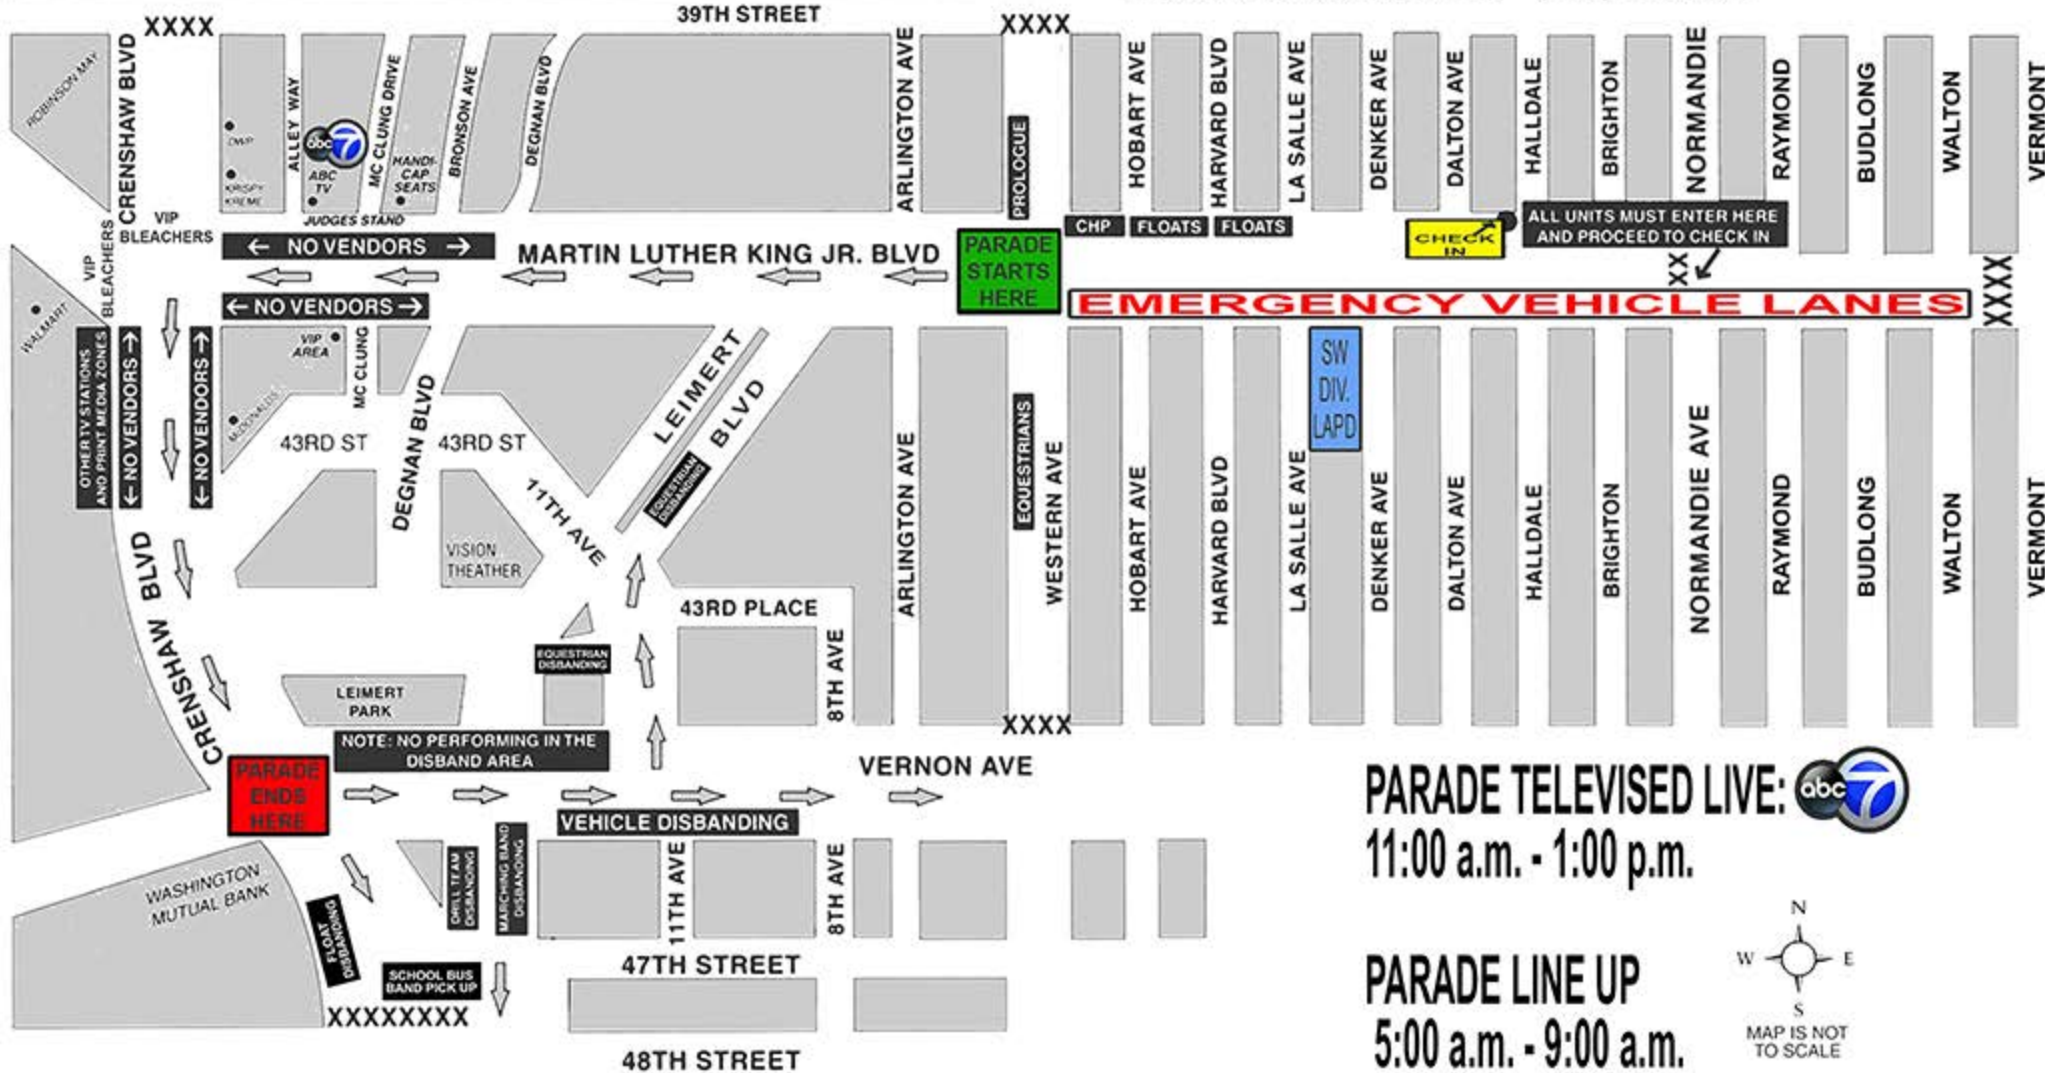 39TH STREET
XXXX
XXXX
ROBINSON MAY
CRENSHAW BLVD
DWP
KRISPY
KREME
ALLEY WAY
abc 7
ABC
TV
MC CLUNG DRIVE
HANDI-
CAP
SEATS
BRONSON AVE
DEGNAN BLVD
ARLINGTON AVE
PROLOGUE
HOBART AVE
HARVARD BLVD
LA SALLE AVE
DENKER AVE
DALTON AVE
HALLDALE
BRIGHTON
NORMANDIE
RAYMOND
BUDLONG
WALTON
VERMONT
JUDGES STAND
VIP
BLEACHERS
VIP
BLEACHERS
← NO VENDORS →
MARTIN LUTHER KING JR. BLVD
PARADE
STARTS
HERE
CHP
FLOATS
FLOATS
CHECK
IN
ALL UNITS MUST ENTER HERE
AND PROCEED TO CHECK IN
XX
XXXX
← NO VENDORS →
EMERGENCY VEHICLE LANES
WALMART
OTHER TV STATIONS
AND PRINT MEDIA ZONES
← NO VENDORS →
← NO VENDORS →
VIP
AREA
McDONALDS
MC CLUNG
43RD ST
DEGNAN BLVD
43RD ST
LEIMERT
BLVD
EQUESTRIAN
DISBANDING
11TH AVE
ARLINGTON AVE
EQUESTRIANS
WESTERN AVE
HOBART AVE
HARVARD BLVD
LA SALLE AVE
SW
DIV.
LAPD
DENKER AVE
DALTON AVE
HALLDALE
BRIGHTON
NORMANDIE AVE
RAYMOND
BUDLONG
WALTON
VERMONT
VISION
THEATHER
CRENSHAW BLVD
43RD PLACE
EQUESTRIAN
DISBANDING
8TH AVE
LEIMERT
PARK
XXXX
NOTE: NO PERFORMING IN THE
DISBAND AREA
VERNON AVE
PARADE
ENDS
HERE
VEHICLE DISBANDING
WASHINGTON
MUTUAL BANK
FLOAT
DISBANDING
DRILL TEAM
DISBANDING
MARCHING BAND
DISBANDING
11TH AVE
8TH AVE
47TH STREET
SCHOOL BUS
BAND PICK UP
XXXXXXXX
48TH STREET
PARADE TELEVISED LIVE: abc 7
11:00 a.m. - 1:00 p.m.
PARADE LINE UP
5:00 a.m. - 9:00 a.m.
N
W E
S
MAP IS NOT
TO SCALE